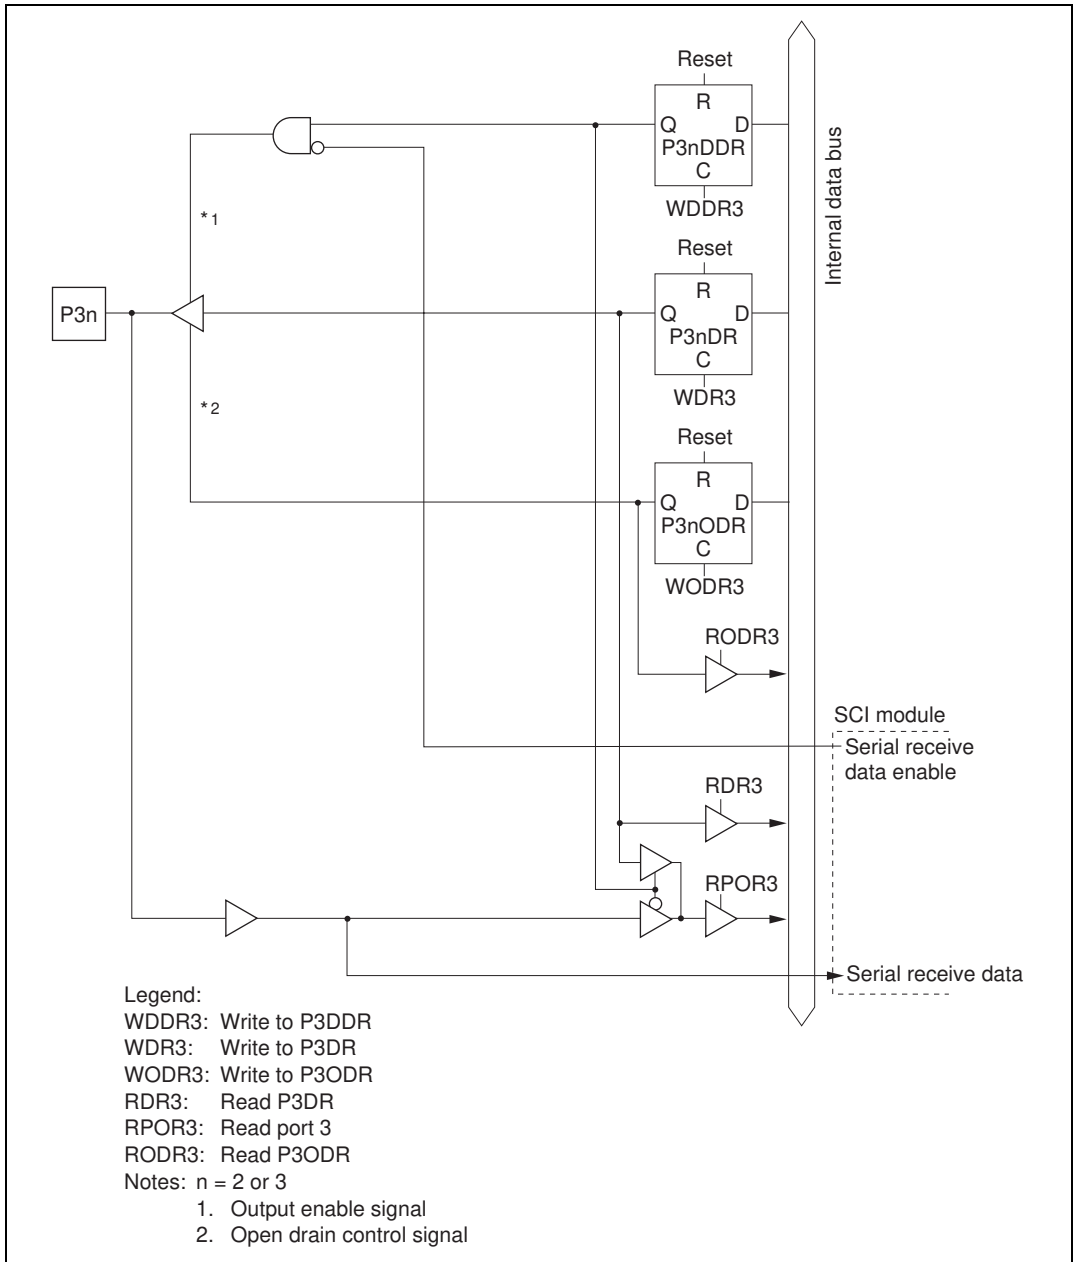 Reset
R
Q D
P3nDDR
C
WDDR3
Internal data bus
*1
Reset
R
P3n
Q D
P3nDR
C
WDR3
*2
Reset
R
Q D
P3nODR
C
WODR3
RODR3
SCI module
Serial receive
data enable
RDR3
RPOR3
Serial receive data
Legend:
WDDR3: Write to P3DDR
WDR3: Write to P3DR
WODR3: Write to P3ODR
RDR3: Read P3DR
RPOR3: Read port 3
RODR3: Read P3ODR
Notes: n = 2 or 3
1. Output enable signal
2. Open drain control signal